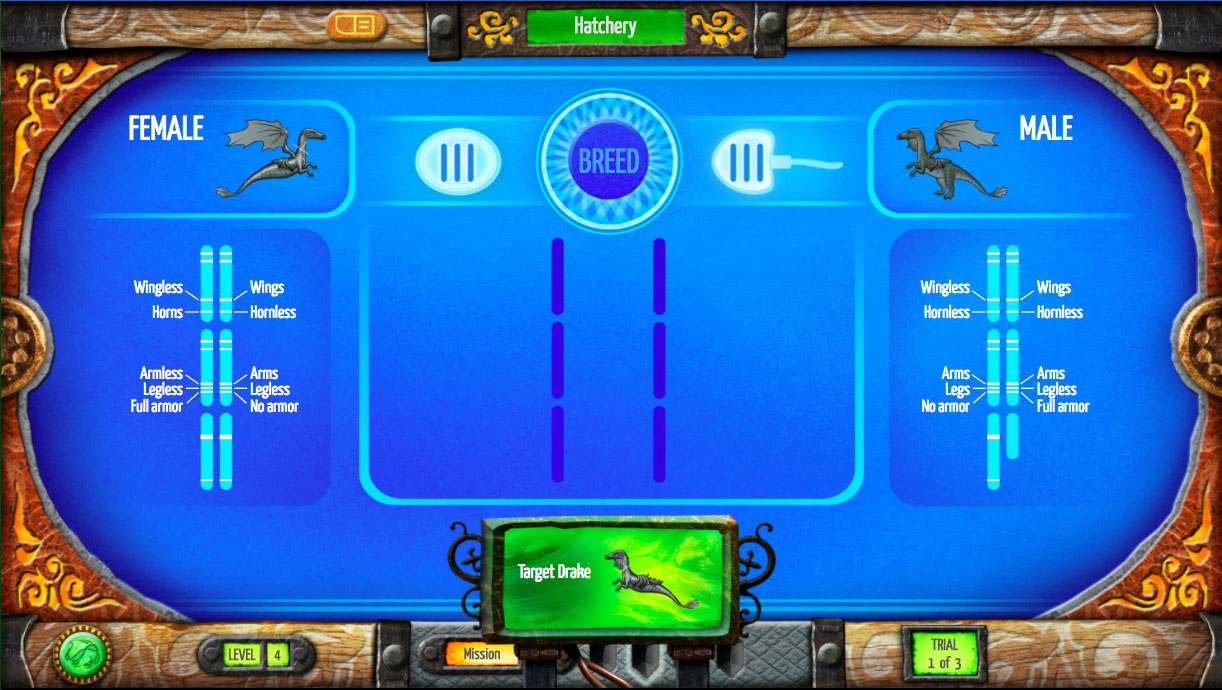 Hatchery
FEMALE
BREED
MALE
Wingless
Wings
Horns
Hornless
Armless
Arms
Legless
Legless
Full armor
No armor
Wingless
Wings
Hornless
Hornless
Arms
Arms
Legs
Legless
No armor
Full armor
Target Drake
LEVEL 4
Mission
TRIAL
1 of 3